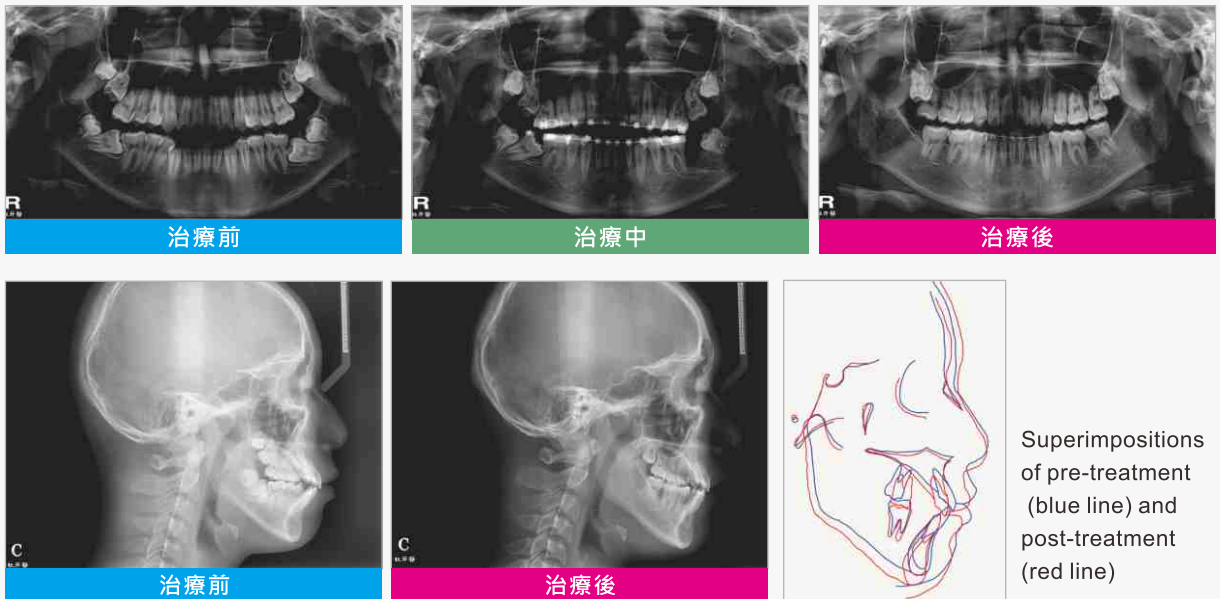 R
R
R
治療前
治療中
治療後
C
C
治療前
治療後
Superimpositions
of pre-treatment
(blue line) and
post-treatment
(red line)